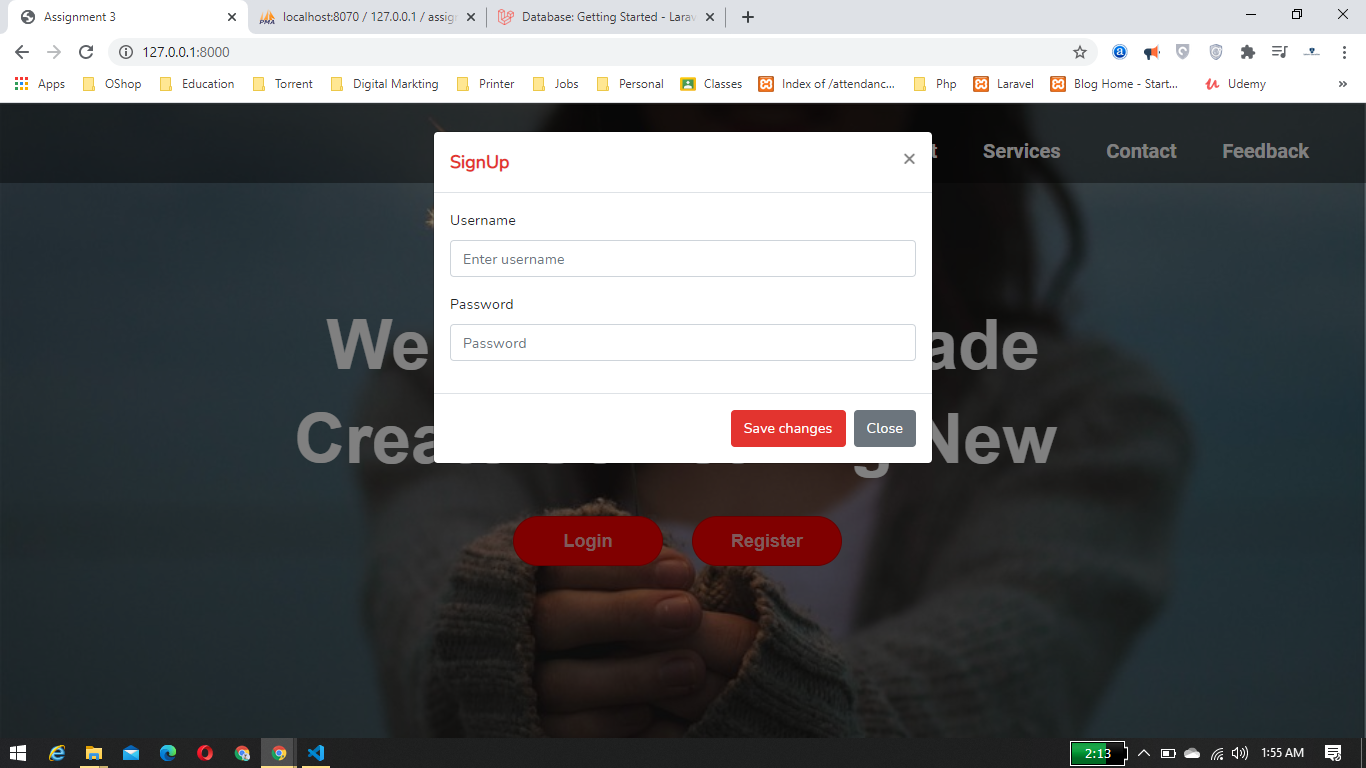 Assignment 3
localhost:8070 / 127.0.0.1 / assig
Database: Getting Started - Larav
127.0.0.1:8000
Apps
OShop
Education
Torrent
Digital Markting
Printer
Jobs
Personal
Classes
Index of /attendanc...
Php
Laravel
Blog Home - Start...
Udemy
»
Services
Contact
Feedback
SignUp
×
Username
Enter username
Password
Password
Save changes
Close
We
ade
Crea
New
Login
Register
2:13
1:55 AM